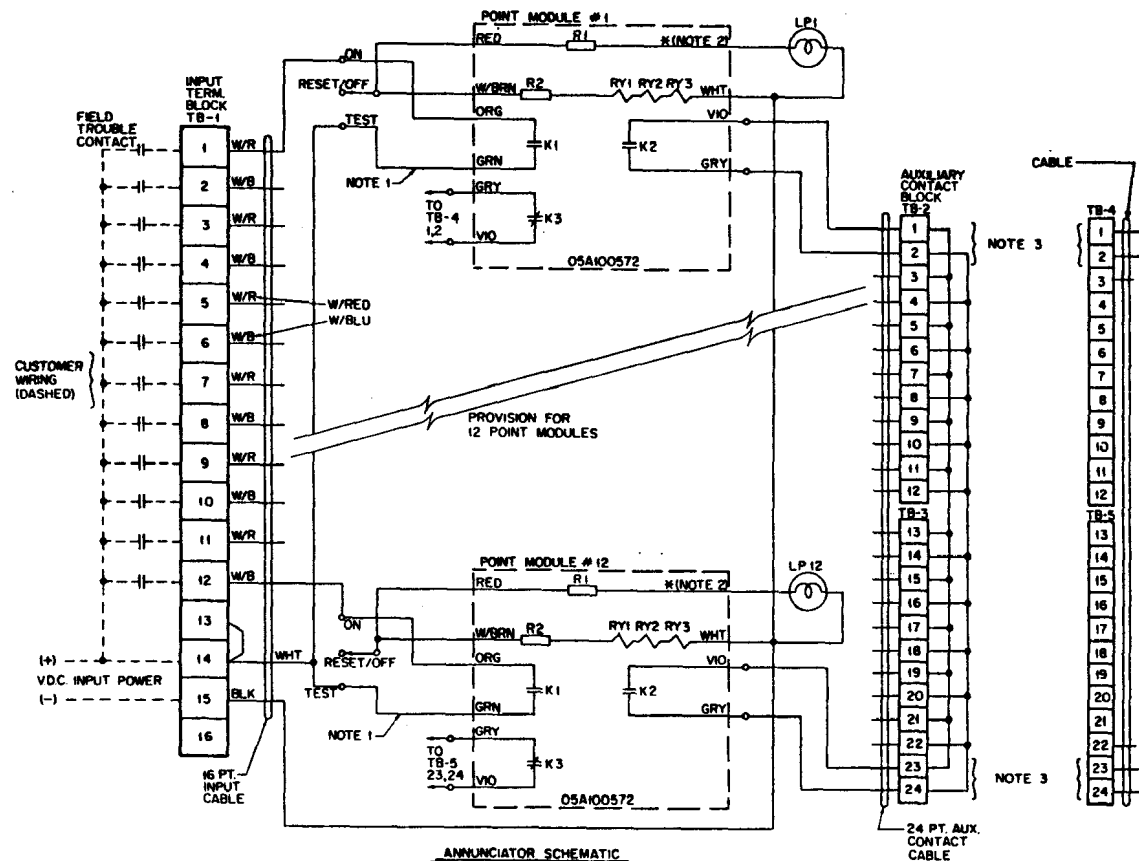 POINT MODULE #1
LP1
RED
R1
*(NOTE 2)
ON
INPUT
TERM.
BLOCK
TB-1
RESET/OFF
W/BRN
R2
RY1 RY2 RY3
WHT
ORG
VIO
K1
K2
TEST
FIELD
TROUBLE
CONTACT
GRN
GRY
NOTE 1
GRY
TO
TB-4
1,2
K3
VIO
05A100572
CABLE
AUXILIARY
CONTACT
BLOCK
TB-2
TB-4
NOTE 3
1 W/R
2 W/B
3 W/R
4 W/B
5 W/R
W/RED
6 W/B
W/BLU
7 W/R
8 W/B
9 W/R
10 W/B
11 W/R
12 W/B
13
14 WHT
15 BLK
16
CUSTOMER
WIRING
(DASHED)
PROVISION FOR
12 POINT MODULES
(+)
V.D.C. INPUT POWER
(-)
16 PT.
INPUT
CABLE
POINT MODULE #12
LP12
RED
R1
*(NOTE 2)
ON
W/BRN
R2
RY1 RY2 RY3
WHT
RESET/OFF
ORG
VIO
K1
K2
TEST
GRN
GRY
NOTE 1
GRY
TO
TB-5
23,24
K3
VIO
05A100572
1
2
3
4
5
6
7
8
9
10
11
12
TB-3
13
14
15
16
17
18
19
20
21
22
23
24
NOTE 3
24 PT. AUX.
CONTACT
CABLE
1
2
3
4
5
6
7
8
9
10
11
12
TB-5
13
14
15
16
17
18
19
20
21
22
23
24
ANNUNCIATOR SCHEMATIC